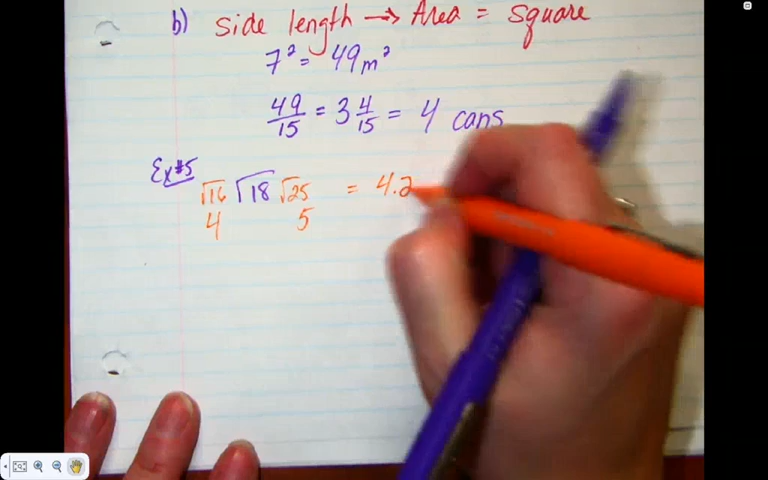 b) side length → Area = square
7² = 49m²
49/15 = 3 4/15 = 4 cans
Ex #5
√16 √18 √25 = 4.2
4 5